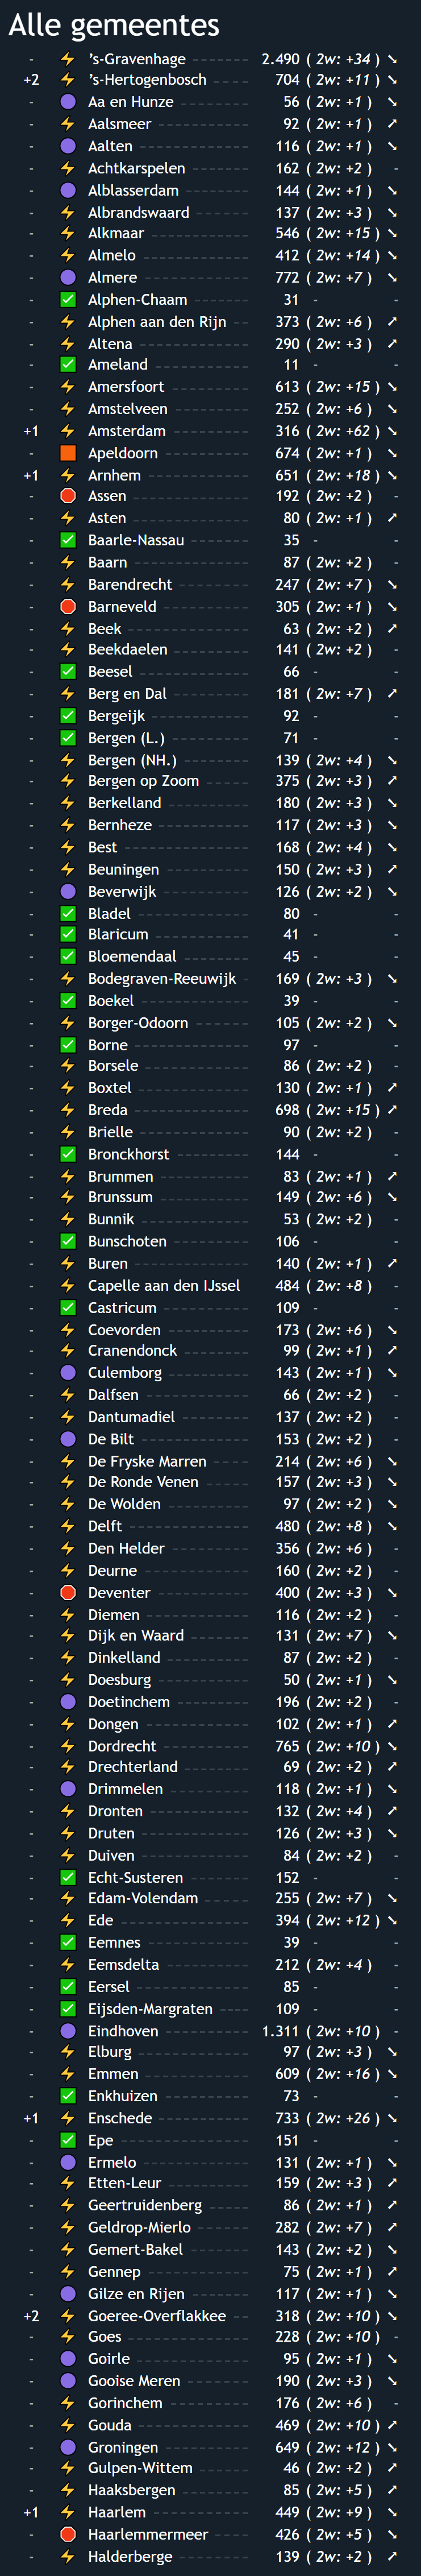 Alle gemeentes
- ⚡ ’s-Gravenhage 2.490 ( 2w: +34 ) ➘
+2 ⚡ ’s-Hertogenbosch 704 ( 2w: +11 ) ➘
- Aa en Hunze 56 ( 2w: +1 ) ➘
- ⚡ Aalsmeer 92 ( 2w: +1 ) ➚
- Aalten 116 ( 2w: +1 ) ➘
- ⚡ Achtkarspelen 162 ( 2w: +2 ) -
- Alblasserdam 144 ( 2w: +1 ) ➘
- ⚡ Albrandswaard 137 ( 2w: +3 ) ➘
- ⚡ Alkmaar 546 ( 2w: +15 ) ➘
- ⚡ Almelo 412 ( 2w: +14 ) ➘
- Almere 772 ( 2w: +7 ) ➘
- ✅ Alphen-Chaam 31 - -
- ⚡ Alphen aan den Rijn 373 ( 2w: +6 ) ➚
- ⚡ Altena 290 ( 2w: +3 ) ➚
- ✅ Ameland 11 - -
- ⚡ Amersfoort 613 ( 2w: +15 ) ➘
- ⚡ Amstelveen 252 ( 2w: +6 ) ➘
+1 ⚡ Amsterdam 316 ( 2w: +62 ) ➘
- Apeldoorn 674 ( 2w: +1 ) ➘
+1 ⚡ Arnhem 651 ( 2w: +18 ) ➘
- Assen 192 ( 2w: +2 ) -
- ⚡ Asten 80 ( 2w: +1 ) ➚
- ✅ Baarle-Nassau 35 - -
- ⚡ Baarn 87 ( 2w: +2 ) -
- ⚡ Barendrecht 247 ( 2w: +7 ) ➘
- Barneveld 305 ( 2w: +1 ) ➘
- ⚡ Beek 63 ( 2w: +2 ) ➚
- ⚡ Beekdaelen 141 ( 2w: +2 ) -
- ✅ Beesel 66 - -
- ⚡ Berg en Dal 181 ( 2w: +7 ) ➚
- ✅ Bergeijk 92 - -
- ✅ Bergen (L.) 71 - -
- ⚡ Bergen (NH.) 139 ( 2w: +4 ) ➘
- ⚡ Bergen op Zoom 375 ( 2w: +3 ) ➚
- ⚡ Berkelland 180 ( 2w: +3 ) ➘
- ⚡ Bernheze 117 ( 2w: +3 ) ➘
- ⚡ Best 168 ( 2w: +4 ) ➘
- ⚡ Beuningen 150 ( 2w: +3 ) ➚
- Beverwijk 126 ( 2w: +2 ) ➘
- ✅ Bladel 80 - -
- ✅ Blaricum 41 - -
- ✅ Bloemendaal 45 - -
- ⚡ Bodegraven-Reeuwijk 169 ( 2w: +3 ) ➘
- ✅ Boekel 39 - -
- ⚡ Borger-Odoorn 105 ( 2w: +2 ) ➘
- ✅ Borne 97 - -
- ⚡ Borsele 86 ( 2w: +2 ) -
- ⚡ Boxtel 130 ( 2w: +1 ) ➚
- ⚡ Breda 698 ( 2w: +15 ) ➚
- ⚡ Brielle 90 ( 2w: +2 ) -
- ✅ Bronckhorst 144 - -
- ⚡ Brummen 83 ( 2w: +1 ) ➚
- ⚡ Brunssum 149 ( 2w: +6 ) ➘
- ⚡ Bunnik 53 ( 2w: +2 ) -
- ✅ Bunschoten 106 - -
- ⚡ Buren 140 ( 2w: +1 ) ➚
- ⚡ Capelle aan den IJssel 484 ( 2w: +8 ) -
- ✅ Castricum 109 - -
- ⚡ Coevorden 173 ( 2w: +6 ) ➘
- ⚡ Cranendonck 99 ( 2w: +1 ) ➚
- Culemborg 143 ( 2w: +1 ) ➘
- ⚡ Dalfsen 66 ( 2w: +2 ) -
- ⚡ Dantumadiel 137 ( 2w: +2 ) -
- De Bilt 153 ( 2w: +2 ) -
- ⚡ De Fryske Marren 214 ( 2w: +6 ) ➘
- ⚡ De Ronde Venen 157 ( 2w: +3 ) ➘
- ⚡ De Wolden 97 ( 2w: +2 ) ➘
- ⚡ Delft 480 ( 2w: +8 ) ➘
- ⚡ Den Helder 356 ( 2w: +6 ) -
- ⚡ Deurne 160 ( 2w: +2 ) -
- Deventer 400 ( 2w: +3 ) ➘
- ⚡ Diemen 116 ( 2w: +2 ) -
- ⚡ Dijk en Waard 131 ( 2w: +7 ) ➘
- ⚡ Dinkelland 87 ( 2w: +2 ) -
- ⚡ Doesburg 50 ( 2w: +1 ) ➘
- Doetinchem 196 ( 2w: +2 ) -
- ⚡ Dongen 102 ( 2w: +1 ) ➚
- ⚡ Dordrecht 765 ( 2w: +10 ) ➘
- ⚡ Drechterland 69 ( 2w: +2 ) ➚
- Drimmelen 118 ( 2w: +1 ) ➘
- ⚡ Dronten 132 ( 2w: +4 ) ➚
- ⚡ Druten 126 ( 2w: +3 ) ➘
- ⚡ Duiven 84 ( 2w: +2 ) -
- ✅ Echt-Susteren 152 - -
- ⚡ Edam-Volendam 255 ( 2w: +7 ) ➘
- ⚡ Ede 394 ( 2w: +12 ) ➘
- ✅ Eemnes 39 - -
- ⚡ Eemsdelta 212 ( 2w: +4 ) -
- ✅ Eersel 85 - -
- ✅ Eijsden-Margraten 109 - -
- Eindhoven 1.311 ( 2w: +10 ) -
- ⚡ Elburg 97 ( 2w: +3 ) ➘
- ⚡ Emmen 609 ( 2w: +16 ) ➘
- ✅ Enkhuizen 73 - -
+1 ⚡ Enschede 733 ( 2w: +26 ) ➘
- ✅ Epe 151 - -
- Ermelo 131 ( 2w: +1 ) ➘
- ⚡ Etten-Leur 159 ( 2w: +3 ) ➚
- ⚡ Geertruidenberg 86 ( 2w: +1 ) ➚
- ⚡ Geldrop-Mierlo 282 ( 2w: +7 ) ➚
- ⚡ Gemert-Bakel 143 ( 2w: +2 ) ➘
- ⚡ Gennep 75 ( 2w: +1 ) ➚
- Gilze en Rijen 117 ( 2w: +1 ) ➘
+2 ⚡ Goeree-Overflakkee 318 ( 2w: +10 ) ➘
- ⚡ Goes 228 ( 2w: +10 ) -
- Goirle 95 ( 2w: +1 ) ➘
- Gooise Meren 190 ( 2w: +3 ) ➘
- ⚡ Gorinchem 176 ( 2w: +6 ) -
- ⚡ Gouda 469 ( 2w: +10 ) ➚
- Groningen 649 ( 2w: +12 ) ➘
- ⚡ Gulpen-Wittem 46 ( 2w: +2 ) ➚
- ⚡ Haaksbergen 85 ( 2w: +5 ) ➚
+1 ⚡ Haarlem 449 ( 2w: +9 ) ➘
- Haarlemmermeer 426 ( 2w: +5 ) ➘
- ⚡ Halderberge 139 ( 2w: +2 ) ➚